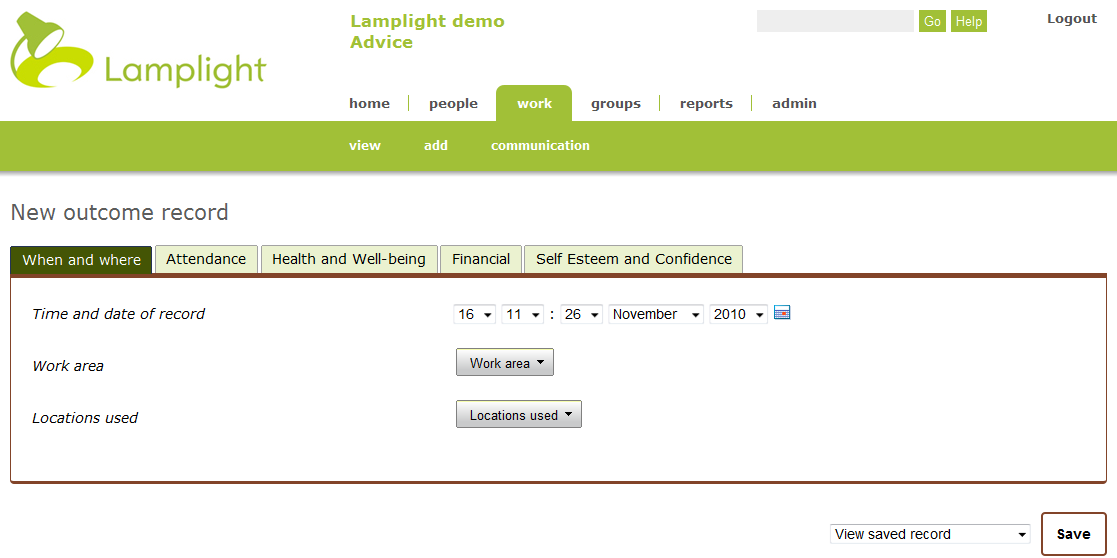 Lamplight
Lamplight demo
Advice
Go Help
Logout
home people work groups reports admin
view add communication
New outcome record
When and where Attendance Health and Well-being Financial Self Esteem and Confidence
Time and date of record 16 11 : 26 November 2010
Work area Work area
Locations used Locations used
View saved record Save